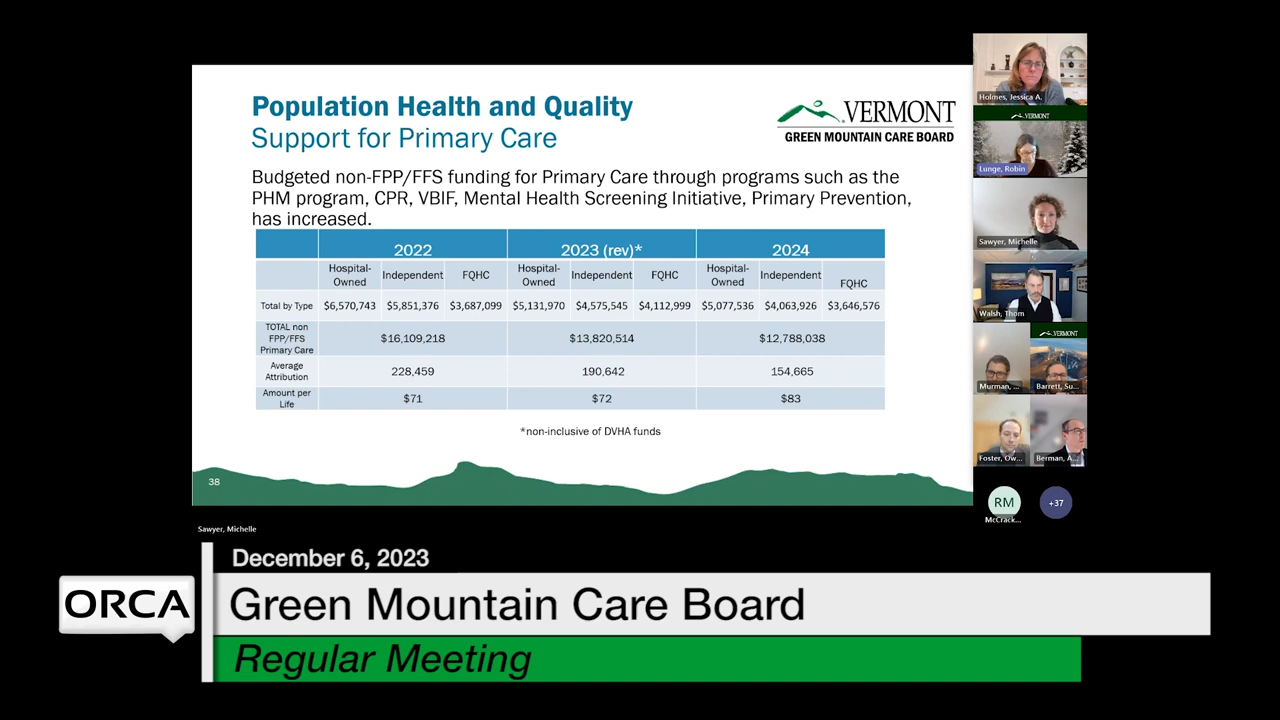 Population Health and Quality
Support for Primary Care
VERMONT
GREEN MOUNTAIN CARE BOARD
Budgeted non-FPP/FFS funding for Primary Care through programs such as the
PHM program, CPR, VBIF, Mental Health Screening Initiative, Primary Prevention,
has increased.
2022 2023 (rev)* 2024
Hospital-Owned Independent FQHC Hospital-Owned Independent FQHC Hospital-Owned Independent FQHC
Total by Type $6,570,743 $5,851,376 $3,687,099 $5,131,970 $4,575,545 $4,112,999 $5,077,536 $4,063,926 $3,646,576
TOTAL non FPP/FFS Primary Care $16,109,218 $13,820,514 $12,788,038
Average Attribution 228,459 190,642 154,665
Amount per Life $71 $72 $83
*non-inclusive of DVHA funds
38
Holmes, Jessica A.
VERMONT
Lunge, Robin
Sawyer, Michelle
Walsh, Thom
VERMONT
Murman, ...
Barrett, Su...
Foster, Ow...
Berman, A...
RM
McCrack...
+37
Sawyer, Michelle
December 6, 2023
ORCA
Green Mountain Care Board
Regular Meeting